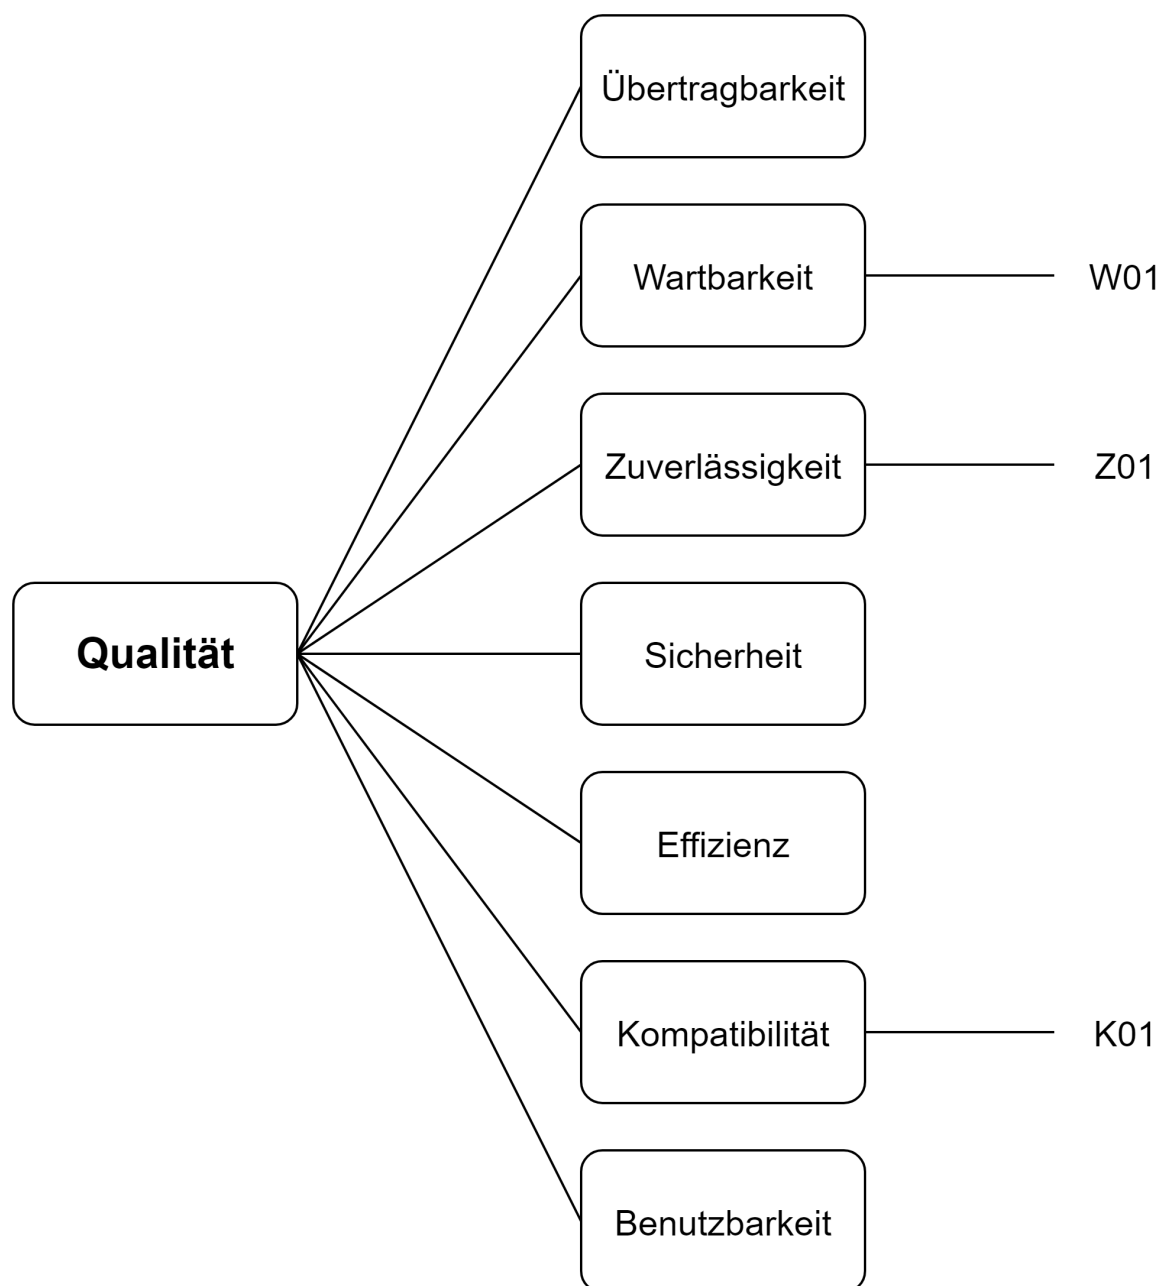 Übertragbarkeit
Wartbarkeit
W01
Zuverlässigkeit
Z01
Qualität
Sicherheit
Effizienz
Kompatibilität
K01
Benutzbarkeit